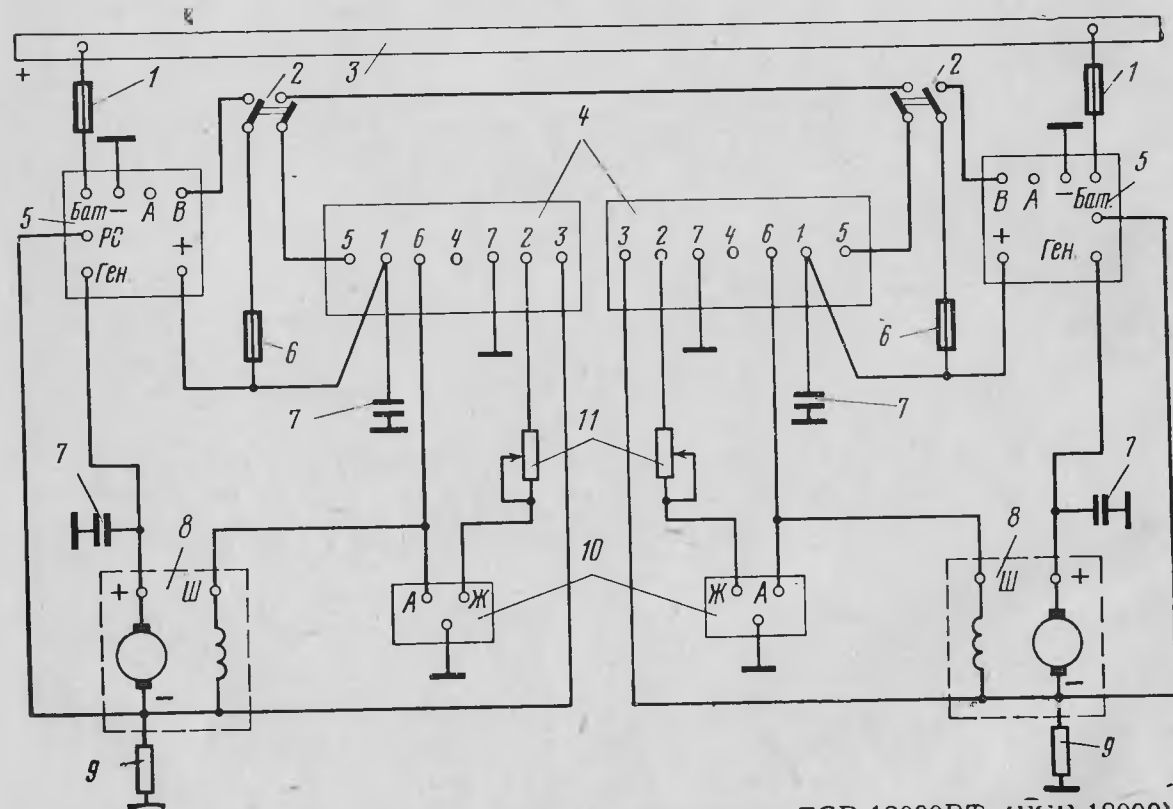 + 1 2 3 2 1
4
Бат – А В
5 РС
Ген. +
5 1 6 4 7 2 3
3 2 7 4 6 1 5
В А – Бат. 5
+ Ген.
6 6
7 11 7
7 8 10 8 7
+ Ш А Ж
Ж А Ш +
– –
9 9